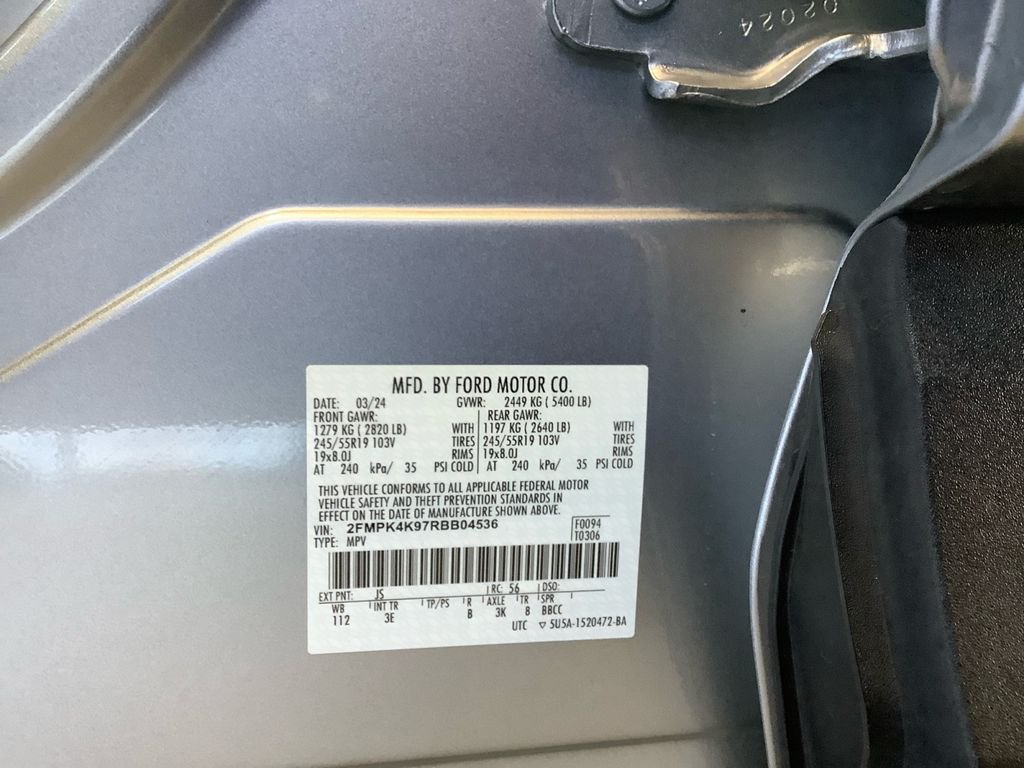 02024
MFD. BY FORD MOTOR CO.
DATE: 03/24 GVWR: 2449 KG ( 5400 LB)
FRONT GAWR: REAR GAWR:
1279 KG ( 2820 LB) WITH 1197 KG ( 2640 LB) WITH
245/55R19 103V TIRES 245/55R19 103V TIRES
19x8.0J RIMS 19x8.0J RIMS
AT 240 kPa/ 35 PSI COLD AT 240 kPa/ 35 PSI COLD
THIS VEHICLE CONFORMS TO ALL APPLICABLE FEDERAL MOTOR
VEHICLE SAFETY AND THEFT PREVENTION STANDARDS IN
EFFECT ON THE DATE OF MANUFACTURE SHOWN ABOVE.
VIN: 2FMPK4K97RBB04536 F0094
TYPE: MPV T0306
EXT PNT: JS RC: 56 DSO:
WB INT TR TP/PS R AXLE TR SPR
112 3E B 3K 8 BBCC
UTC ▽ 5U5A-1520472-BA